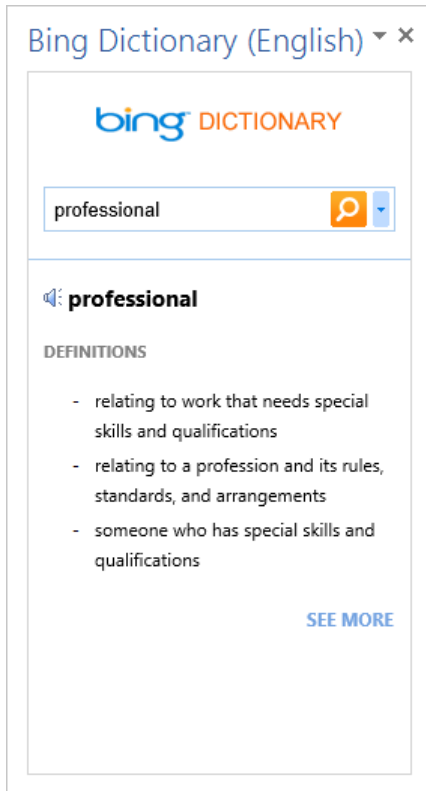 Bing Dictionary (English)
bing™ DICTIONARY
professional
professional
DEFINITIONS
- relating to work that needs special
skills and qualifications
- relating to a profession and its rules,
standards, and arrangements
- someone who has special skills and
qualifications
SEE MORE